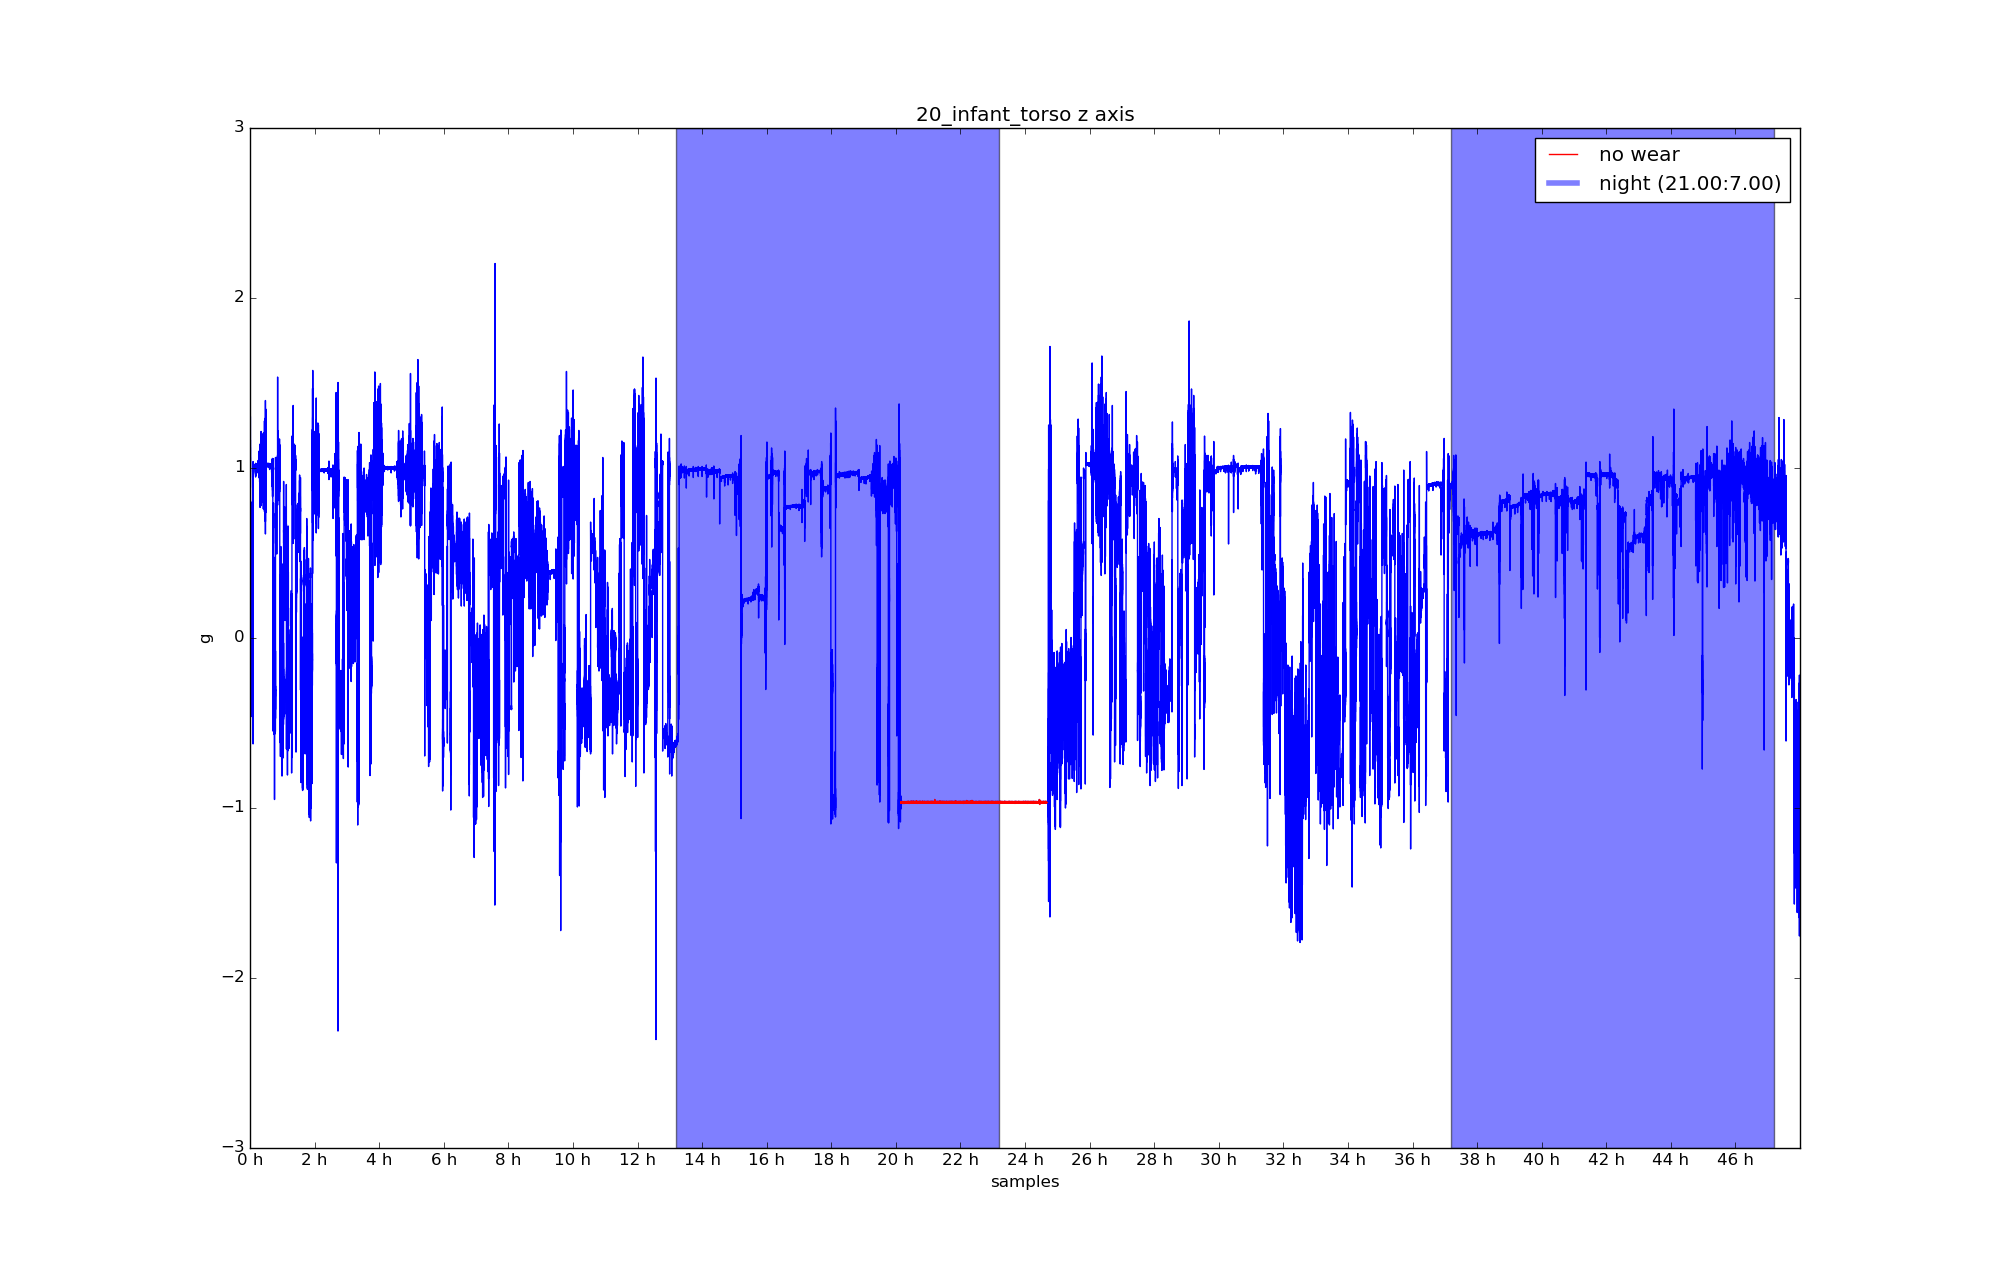 20_infant_torso z axis
no wear
night (21.00:7.00)
3
2
1
0
−1
−2
−3
g
0 h 2 h 4 h 6 h 8 h 10 h 12 h 14 h 16 h 18 h 20 h 22 h 24 h 26 h 28 h 30 h 32 h 34 h 36 h 38 h 40 h 42 h 44 h 46 h
samples